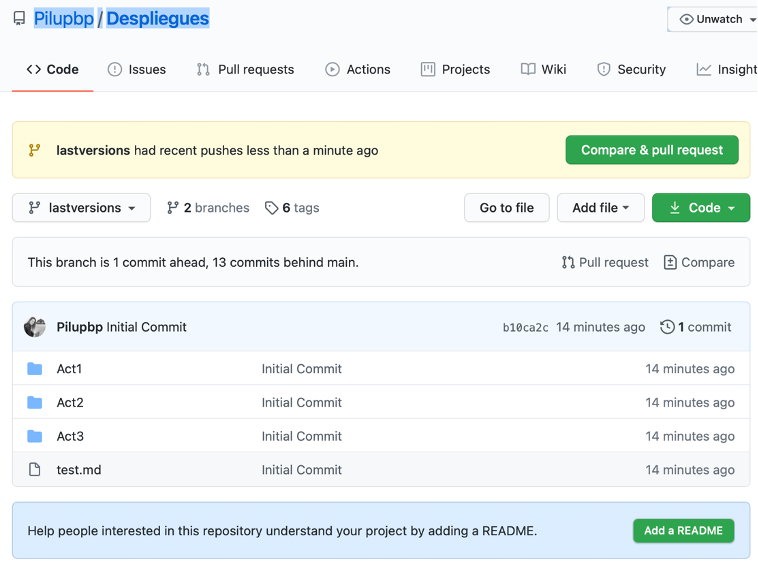 Pilupbp / Despliegues
Unwatch
Code Issues Pull requests Actions Projects Wiki Security Insight
lastversions had recent pushes less than a minute ago
Compare & pull request
lastversions 2 branches 6 tags Go to file Add file Code
This branch is 1 commit ahead, 13 commits behind main. Pull request Compare
Pilupbp Initial Commit b10ca2c 14 minutes ago 1 commit
Act1 Initial Commit 14 minutes ago
Act2 Initial Commit 14 minutes ago
Act3 Initial Commit 14 minutes ago
test.md Initial Commit 14 minutes ago
Help people interested in this repository understand your project by adding a README. Add a README